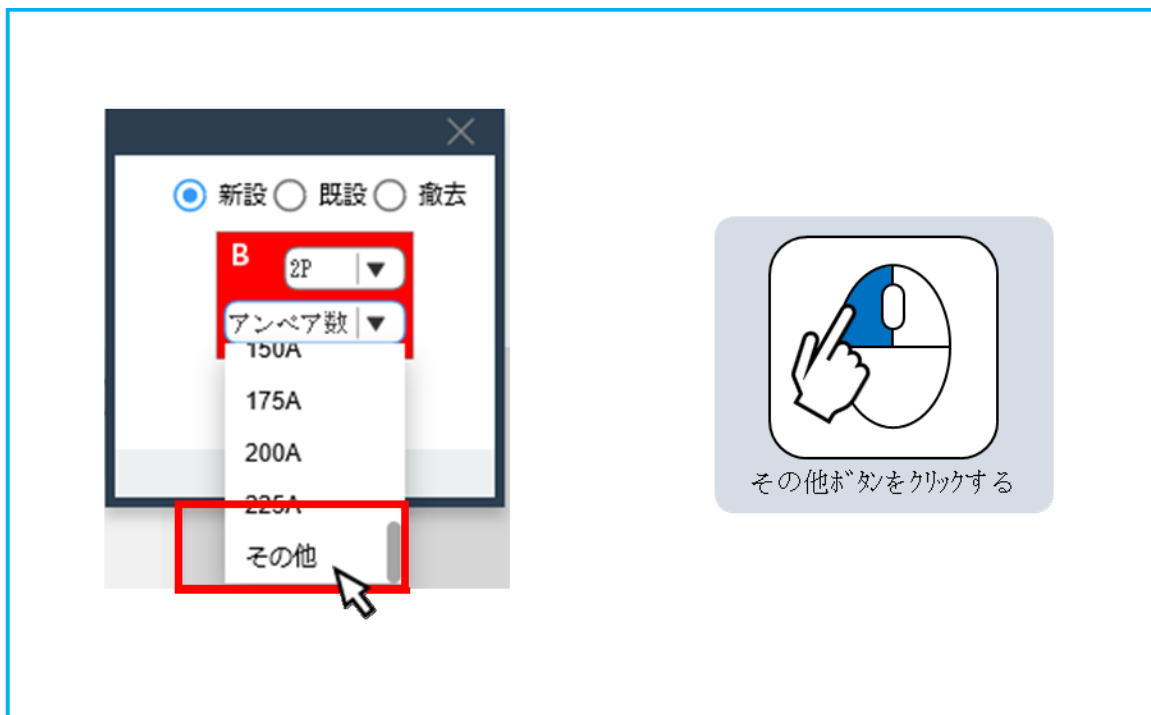 新設 既設 撤去
B
2P
アンペア数
150A
175A
200A
225A
その他
その他ﾎﾞﾀﾝをｸﾘｯｸする